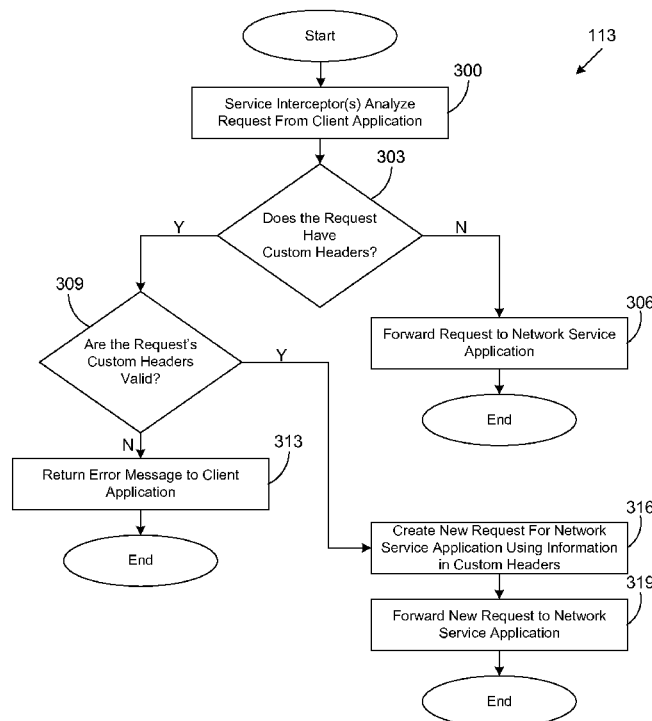 Start
113
300
Service Interceptor(s) Analyze
Request From Client Application
303
Does the Request
Have
Custom Headers?
Y
N
309
Are the Request's
Custom Headers
Valid?
Y
N
306
Forward Request to Network Service
Application
End
313
Return Error Message to Client
Application
End
316
Create New Request For Network
Service Application Using Information
in Custom Headers
319
Forward New Request to Network
Service Application
End